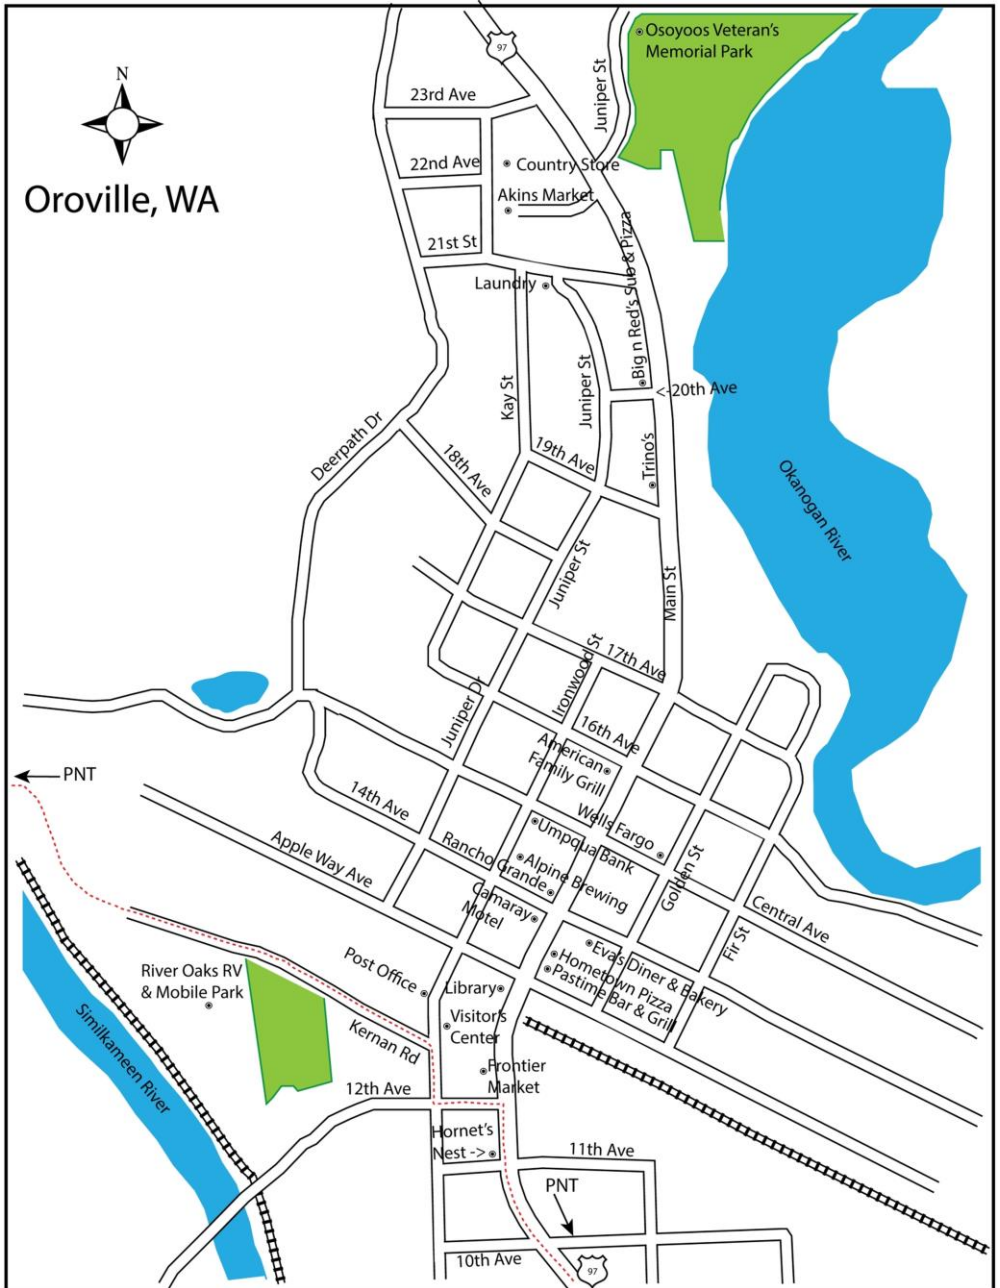 97
Osoyoos Veteran's
Memorial Park
Juniper St
N
23rd Ave
22nd Ave
Country Store
Akins Market
Oroville, WA
21st St
Laundry
Big n Red's Sub & Pizza
Kay St
Juniper St
<-20th Ave
Deerpath Dr
18th Ave
19th Ave
Trino's
Okanogan River
Juniper St
Main St
Ironwood St
17th Ave
Juniper Dr
16th Ave
American
Family Grill
PNT
14th Ave
Wells Fargo
Umpqua Bank
Apple Way Ave
Rancho Grande
Alpine Brewing
Golden St
Camaray
Motel
Central Ave
Fir St
Post Office
Eva's Diner & Bakery
Hometown Pizza
Pastime Bar & Grill
River Oaks RV
& Mobile Park
Library
Visitor's
Center
Similkameen River
Kernan Rd
Frontier
Market
12th Ave
Hornet's
Nest ->
11th Ave
PNT
10th Ave
97